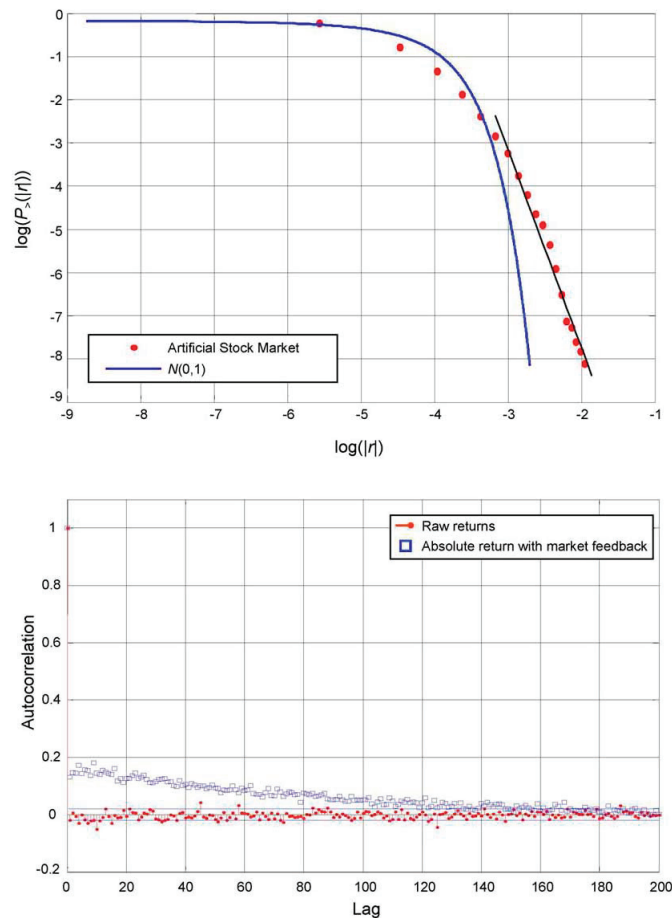 0
-1
-2
-3
-4
-5
-6
-7
-8
-9
log(P>(|r|))
Artificial Stock Market
N(0,1)
-9 -8 -7 -6 -5 -4 -3 -2 -1
log(|r|)
1
0.8
0.6
0.4
0.2
0
-0.2
Autocorrelation
Raw returns
Absolute return with market feedback
0 20 40 60 80 100 120 140 160 180 200
Lag